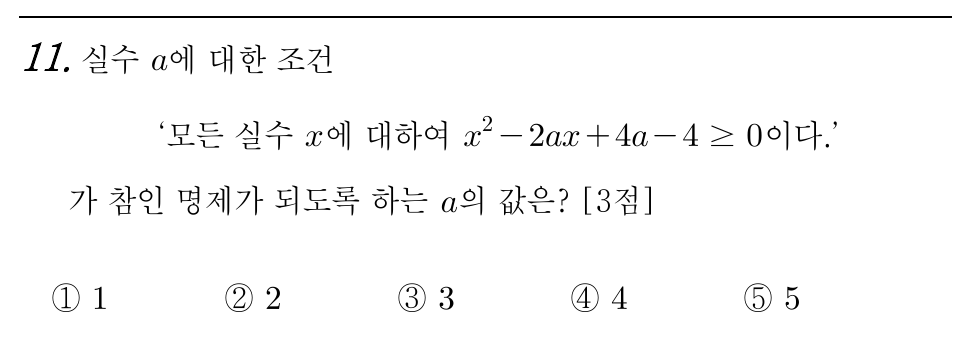 11. 실수 a에 대한 조건
‘모든 실수 x에 대하여 x²−2ax+4a−4 ≥ 0이다.’
가 참인 명제가 되도록 하는 a의 값은? [3점]
① 1 ② 2 ③ 3 ④ 4 ⑤ 5